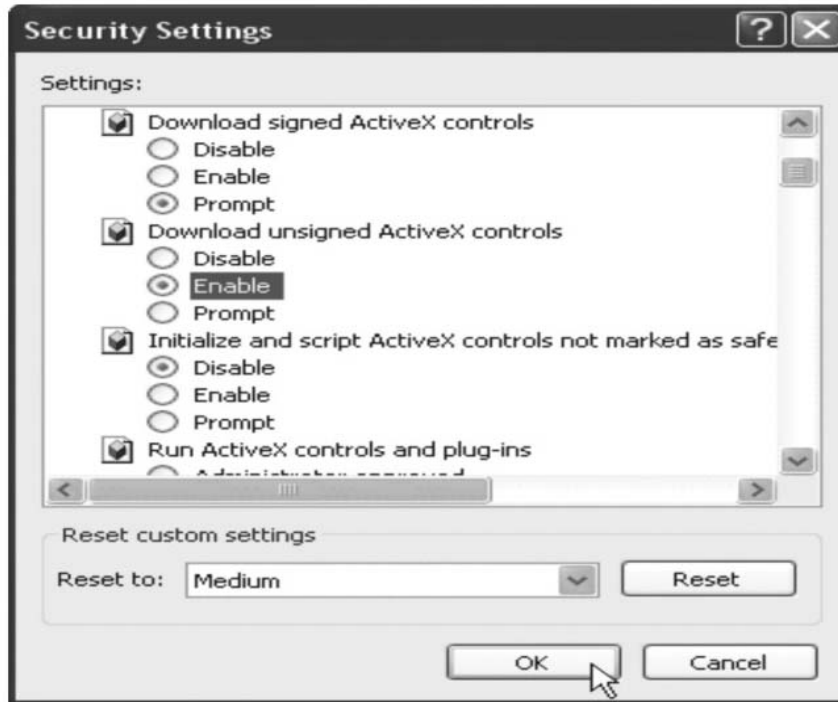 Security Settings
Settings:
Download signed ActiveX controls
Disable
Enable
Prompt
Download unsigned ActiveX controls
Disable
Enable
Prompt
Initialize and script ActiveX controls not marked as safe
Disable
Enable
Prompt
Run ActiveX controls and plug-ins
Administrator approved
Reset custom settings
Reset to: Medium Reset
OK Cancel